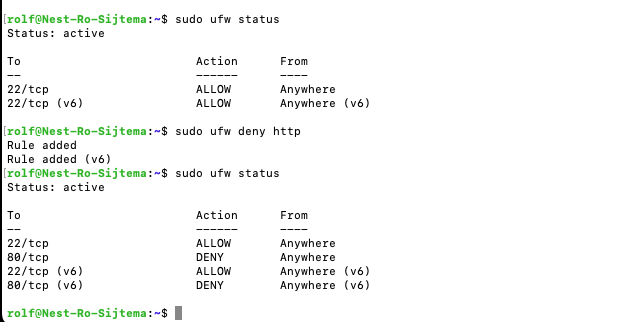 [rolf@Nest-Ro-Sijtema:~$ sudo ufw status
Status: active
To                         Action      From
--                         ------      ----
22/tcp                     ALLOW       Anywhere
22/tcp (v6)                ALLOW       Anywhere (v6)
[rolf@Nest-Ro-Sijtema:~$ sudo ufw deny http
Rule added
Rule added (v6)
[rolf@Nest-Ro-Sijtema:~$ sudo ufw status
Status: active
To                         Action      From
--                         ------      ----
22/tcp                     ALLOW       Anywhere
80/tcp                     DENY        Anywhere
22/tcp (v6)                ALLOW       Anywhere (v6)
80/tcp (v6)                DENY        Anywhere (v6)
rolf@Nest-Ro-Sijtema:~$